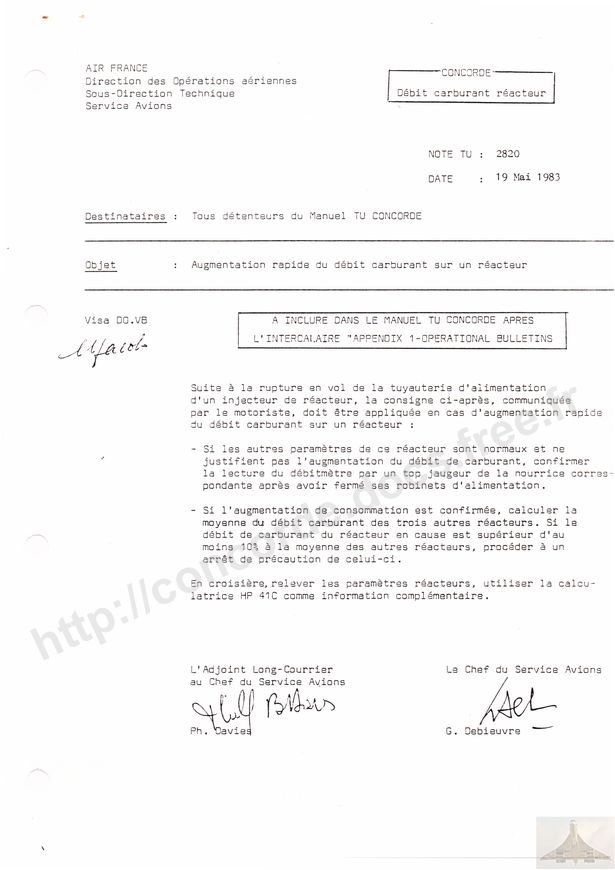 AIR FRANCE
Direction des Opérations aériennes
Sous-Direction Technique
Service Avions
CONCORDE
Débit carburant réacteur
NOTE TU : 2820
DATE : 19 Mai 1983
Destinataires : Tous détenteurs du Manuel TU CONCORDE
Objet : Augmentation rapide du débit carburant sur un réacteur
Visa DO.VB
A INCLURE DANS LE MANUEL TU CONCORDE APRES
L'INTERCALAIRE "APPENDIX 1-OPERATIONAL BULLETINS
Suite à la rupture en vol de la tuyauterie d'alimentation
d'un injecteur de réacteur, la consigne ci-après, communiquée
par le motoriste, doit être appliquée en cas d'augmentation rapide
du débit carburant sur un réacteur :
- Si les autres paramètres de ce réacteur sont normaux et ne
justifient pas l'augmentation du débit de carburant, confirmer
la lecture du débitmètre par un top jaugeur de la nourrice corres-
pondante après avoir fermé ses robinets d'alimentation.
- Si l'augmentation de consommation est confirmée, calculer la
moyenne du débit carburant des trois autres réacteurs. Si le
débit de carburant du réacteur en cause est supérieur d'au
moins 10% à la moyenne des autres réacteurs, procéder à un
arrêt de précaution de celui-ci.
En croisière, relever les paramètres réacteurs, utiliser la calcu-
latrice HP 41C comme information complémentaire.
http://concorde.docs.free.fr
L'Adjoint Long-Courrier
au Chef du Service Avions
Le Chef du Service Avions
Ph. Davies
G. Debieuvre